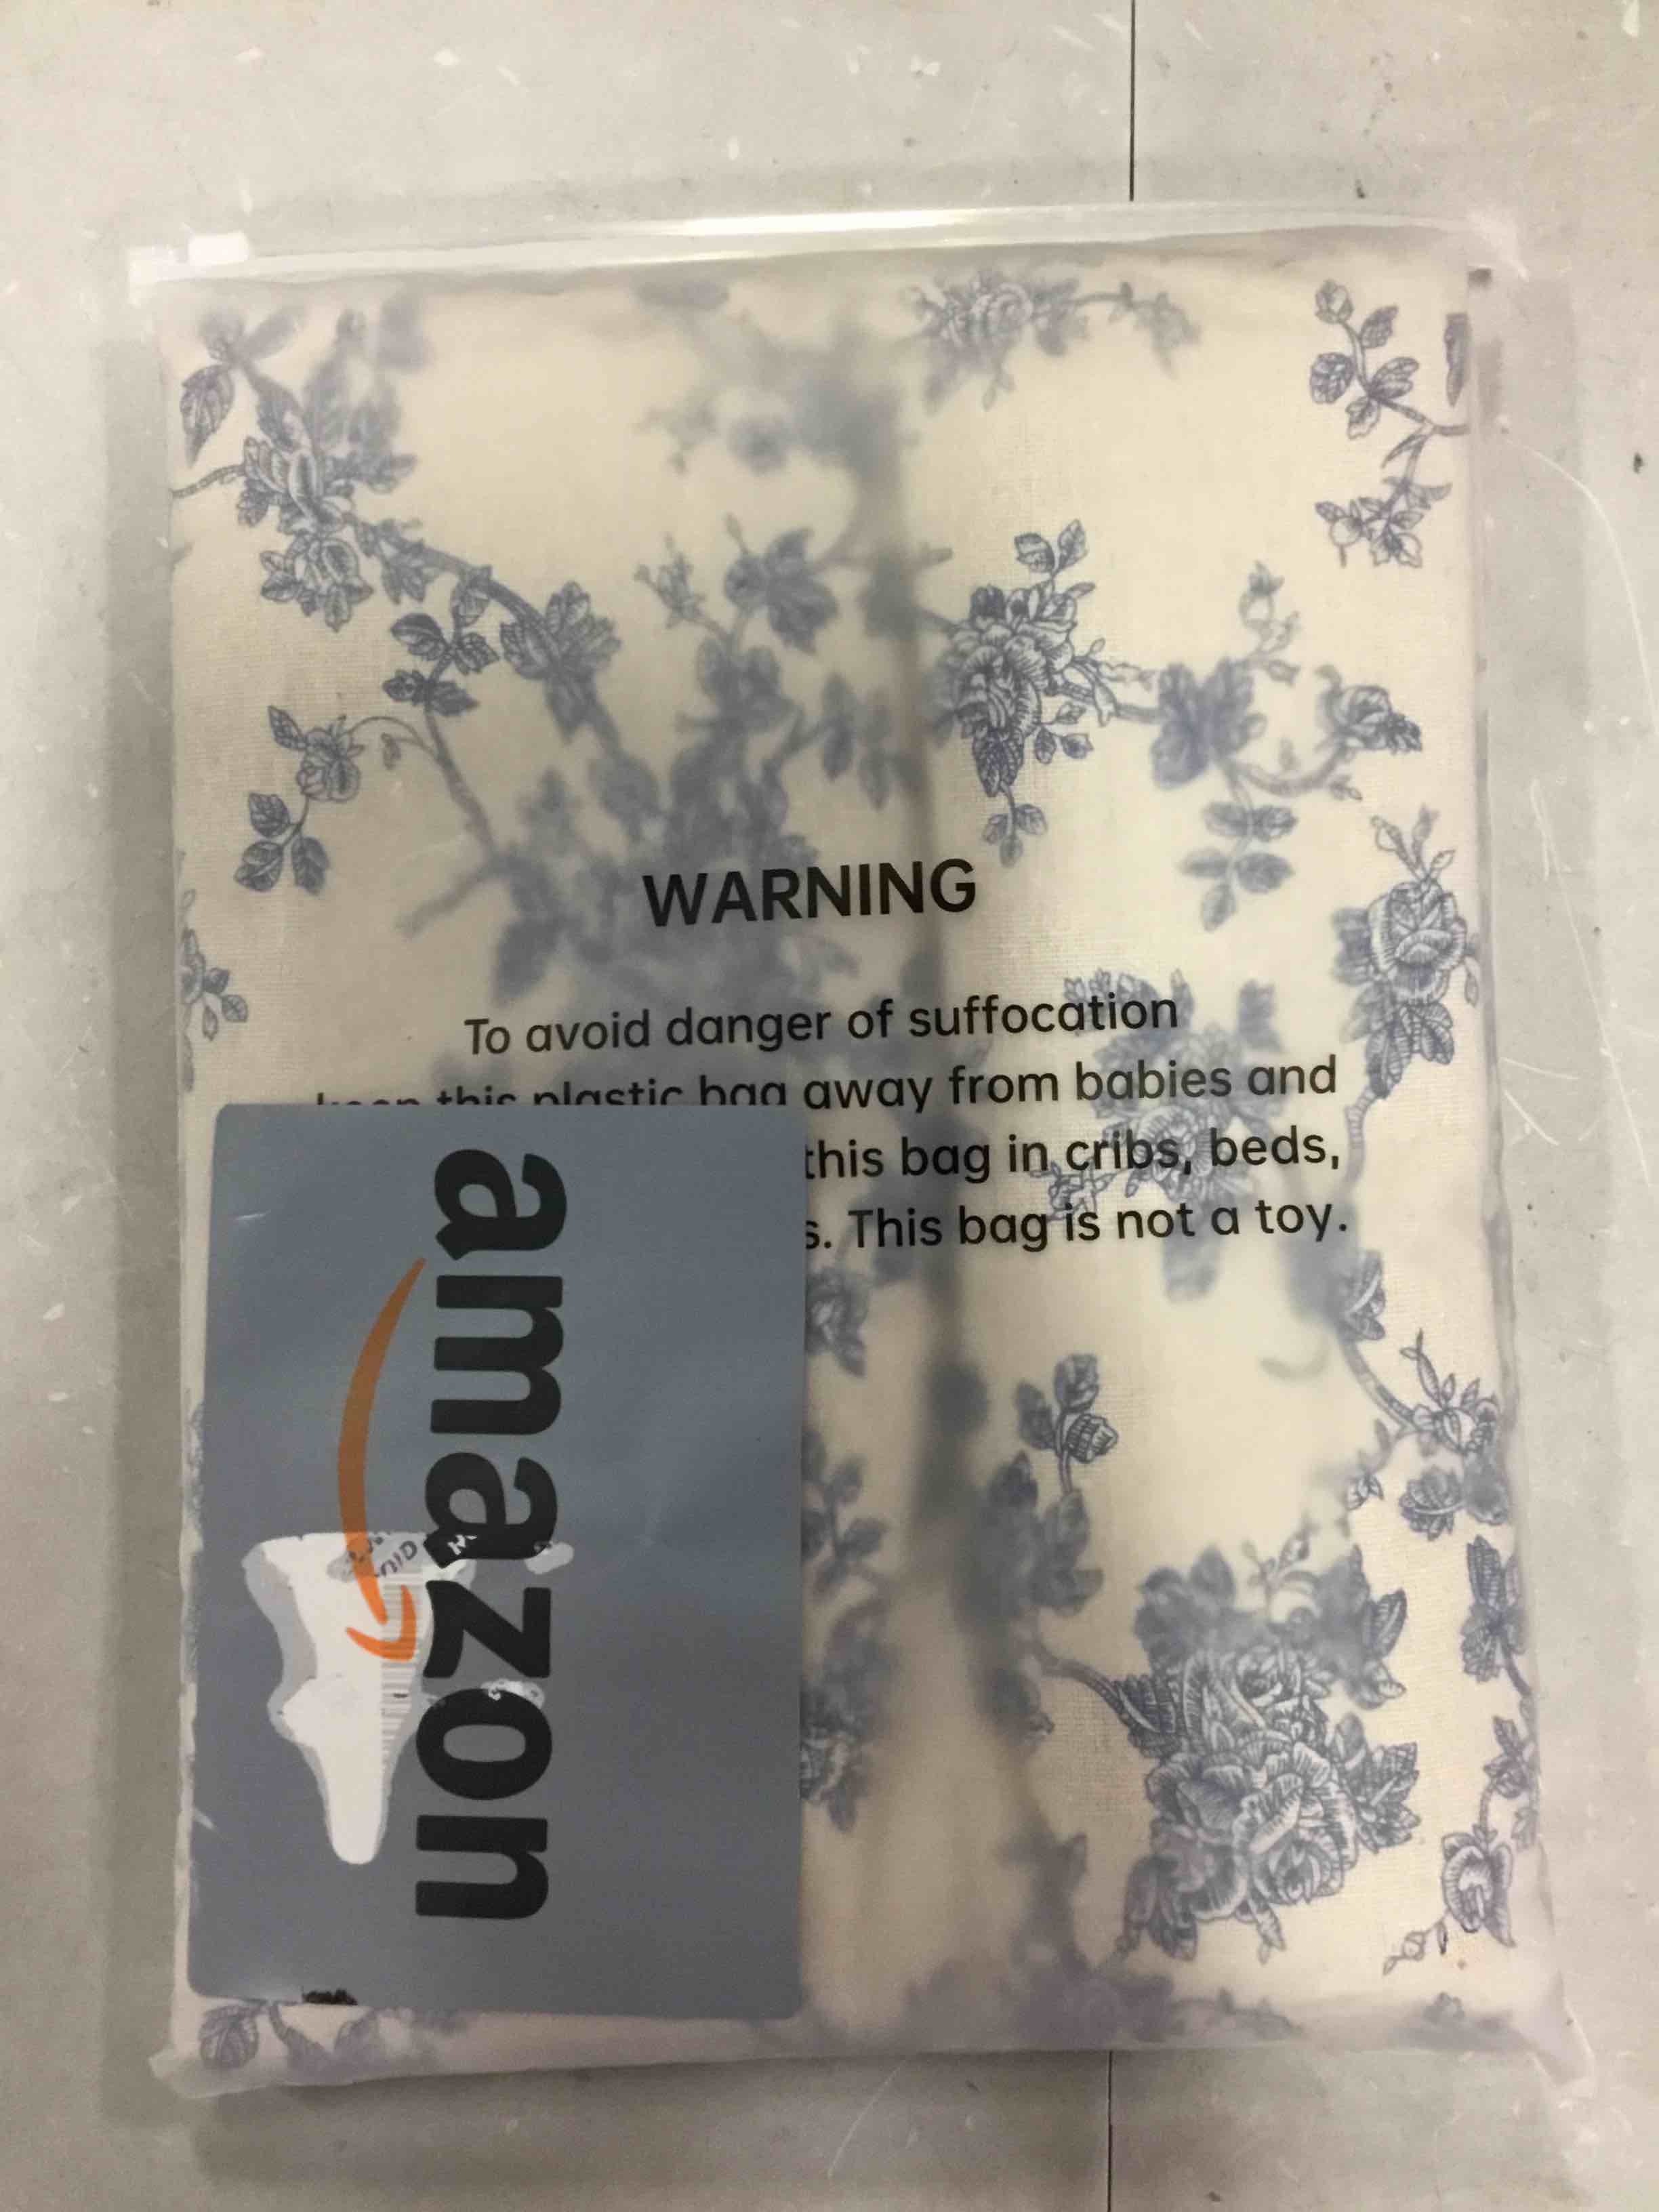 WARNING
To avoid danger of suffocation
keep this plastic bag away from babies and
this bag in cribs, beds,
s. This bag is not a toy.
amazon